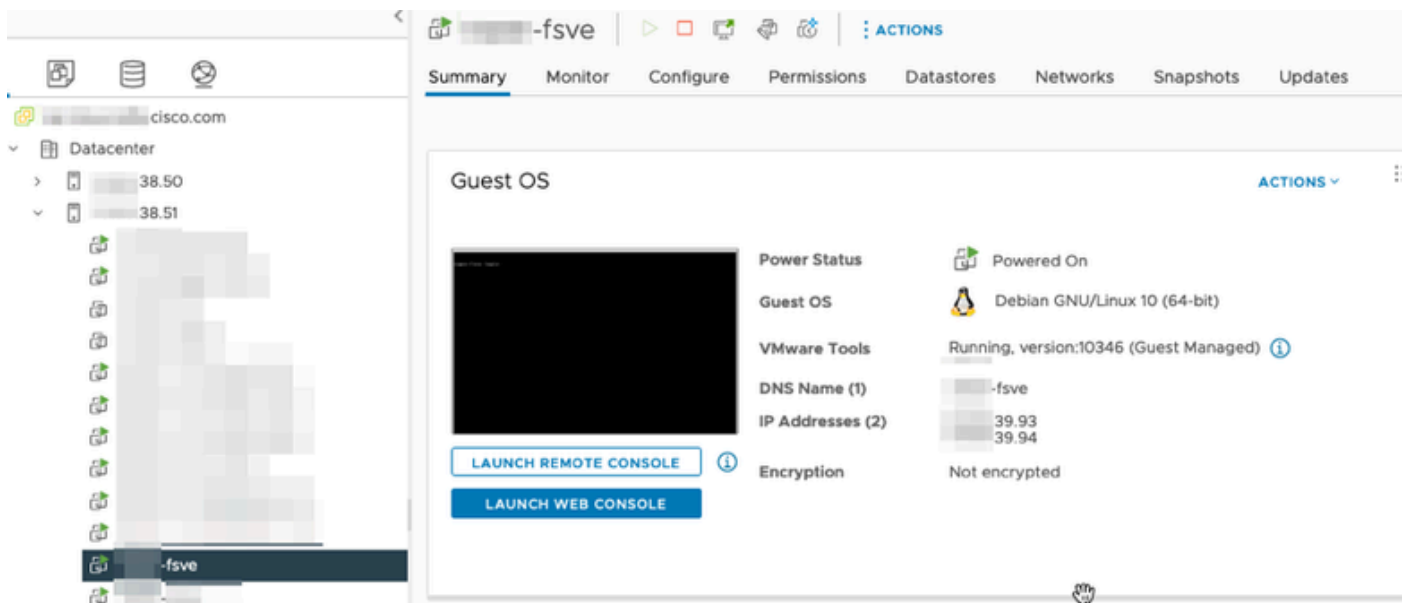 -fsve
ACTIONS
Summary Monitor Configure Permissions Datastores Networks Snapshots Updates
cisco.com
Datacenter
38.50
38.51
-fsve
Guest OS
ACTIONS
Power Status Powered On
Guest OS Debian GNU/Linux 10 (64-bit)
VMware Tools Running, version:10346 (Guest Managed)
DNS Name (1) -fsve
IP Addresses (2) 39.93
39.94
Encryption Not encrypted
LAUNCH REMOTE CONSOLE
LAUNCH WEB CONSOLE